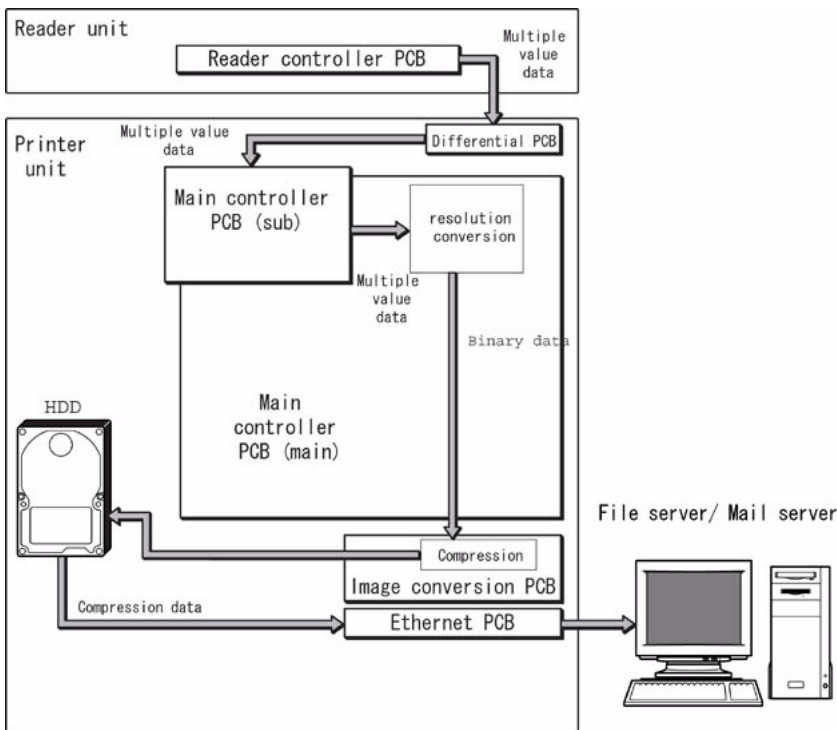 Reader unit
Reader controller PCB
Multiple
value
data
Printer
unit
Multiple value
data
Differential PCB
Main controller
PCB (sub)
resolution
conversion
Multiple
value
data
Binary data
Main
controller
PCB (main)
HDD
File server/ Mail server
Compression
Image conversion PCB
Compression data
Ethernet PCB